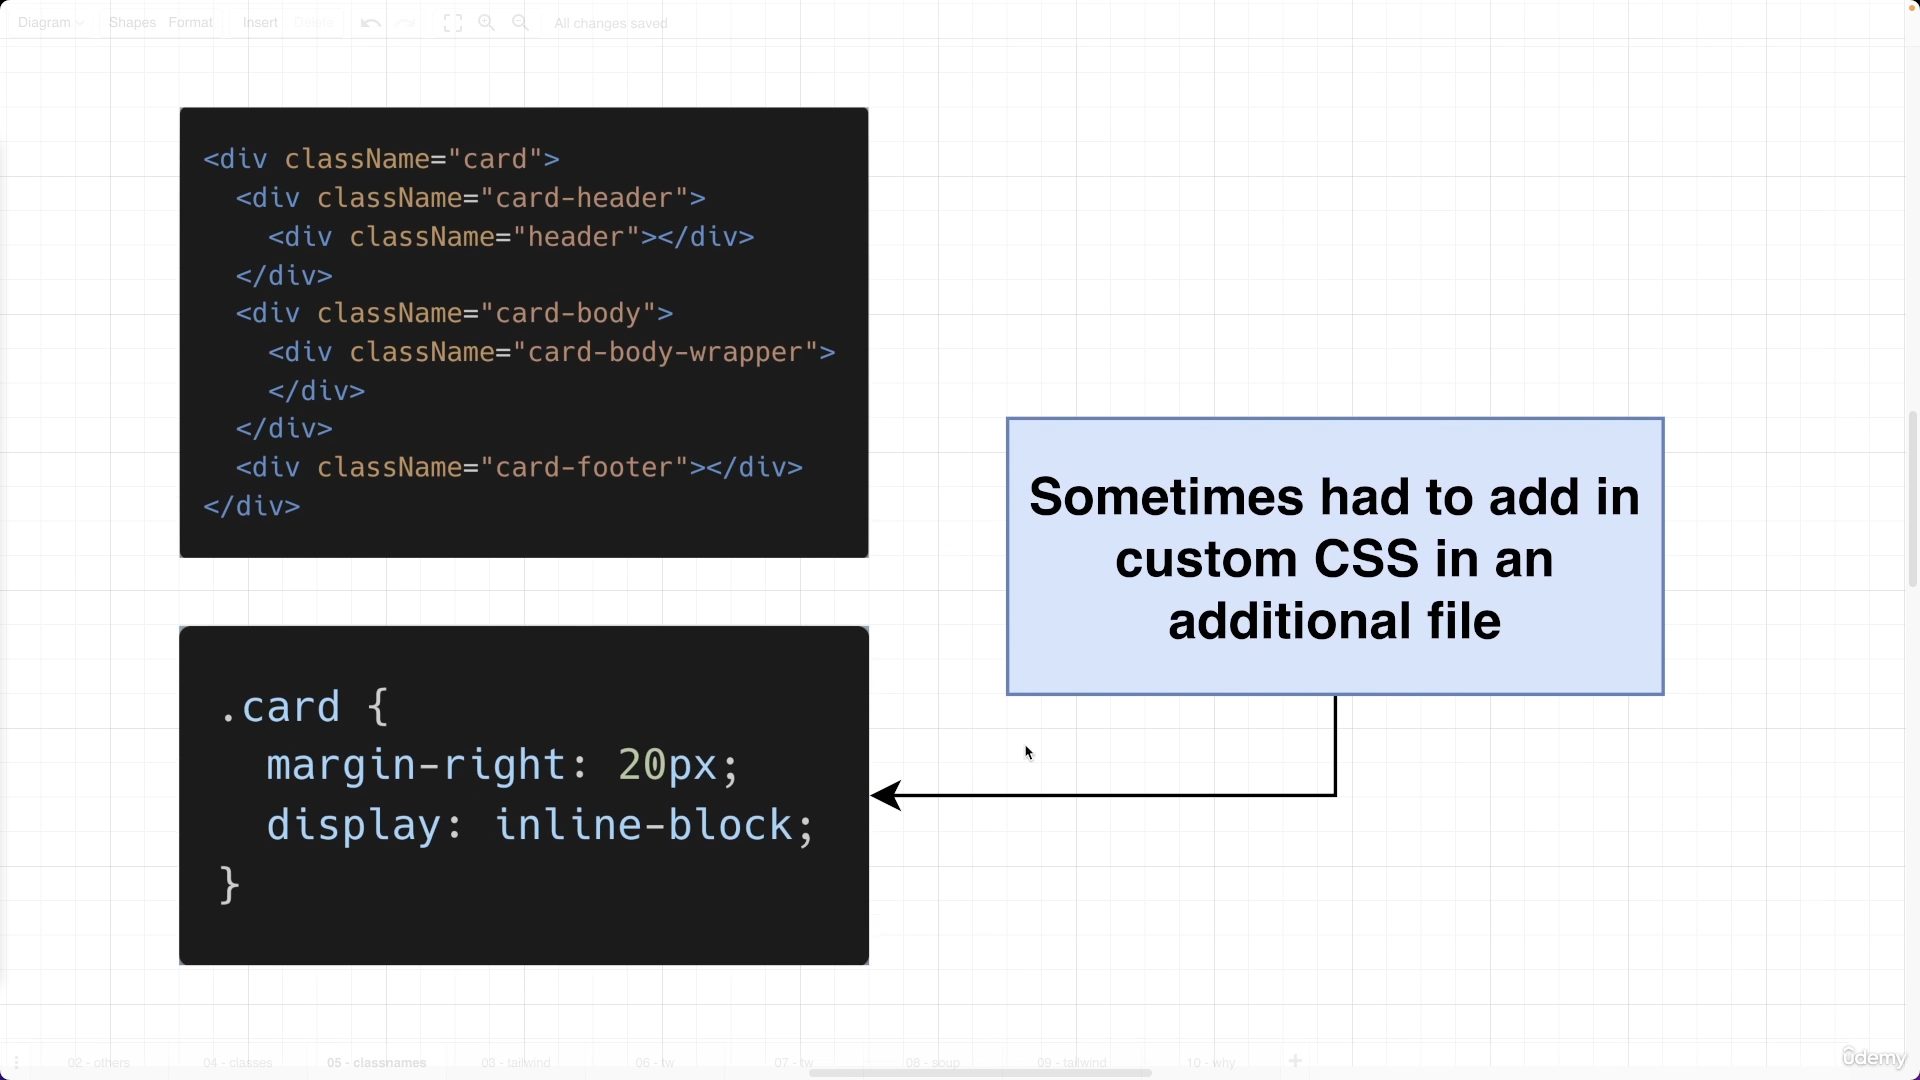 Diagram Shapes Format Insert Delete All changes saved
<div className="card">
<div className="card-header">
<div className="header"></div>
</div>
<div className="card-body">
<div className="card-body-wrapper">
</div>
</div>
<div className="card-footer"></div>
</div>
Sometimes had to add in
custom CSS in an
additional file
.card {
margin-right: 20px;
display: inline-block;
}
02 - others 04 - classes 05 - classnames 03 - tailwind 06 - tw 07 - tw 08 - soup 09 - tailwind 10 - why +
ûdemy